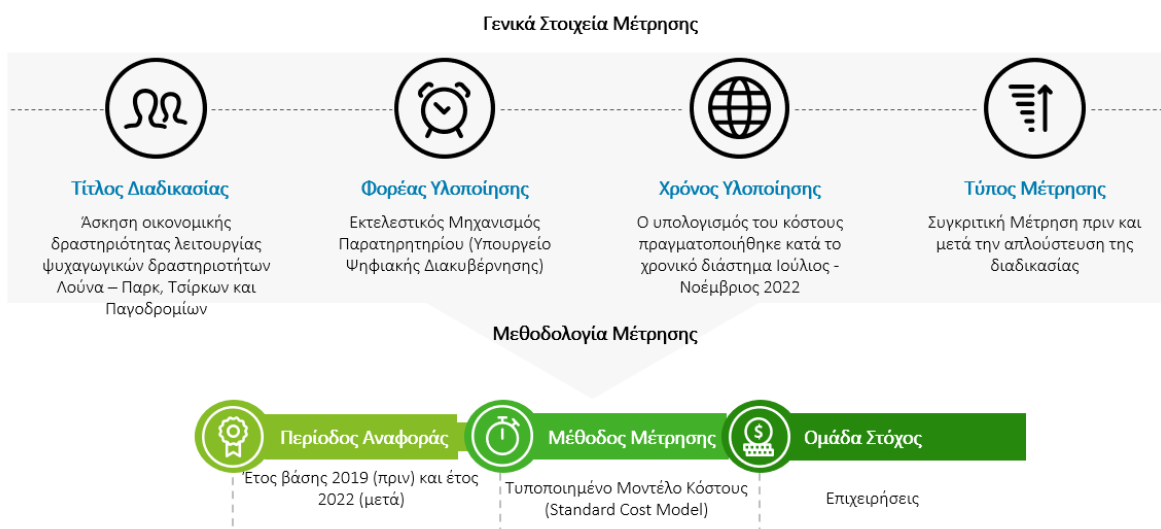 Γενικά Στοιχεία Μέτρησης
Τίτλος Διαδικασίας
Άσκηση οικονομικής
δραστηριότητας λειτουργίας
ψυχαγωγικών δραστηριοτήτων
Λούνα – Παρκ, Τσίρκων και
Παγοδρομίων
Φορέας Υλοποίησης
Εκτελεστικός Μηχανισμός
Παρατηρητηρίου (Υπουργείο
Ψηφιακής Διακυβέρνησης)
Χρόνος Υλοποίησης
Ο υπολογισμός του κόστους
πραγματοποιήθηκε κατά το
χρονικό διάστημα Ιούλιος -
Νοέμβριος 2022
Τύπος Μέτρησης
Συγκριτική Μέτρηση πριν και
μετά την απλούστευση της
διαδικασίας
Μεθοδολογία Μέτρησης
Περίοδος Αναφοράς
Έτος βάσης 2019 (πριν) και έτος
2022 (μετά)
Μέθοδος Μέτρησης
Τυποποιημένο Μοντέλο Κόστους
(Standard Cost Model)
Ομάδα Στόχος
Επιχειρήσεις